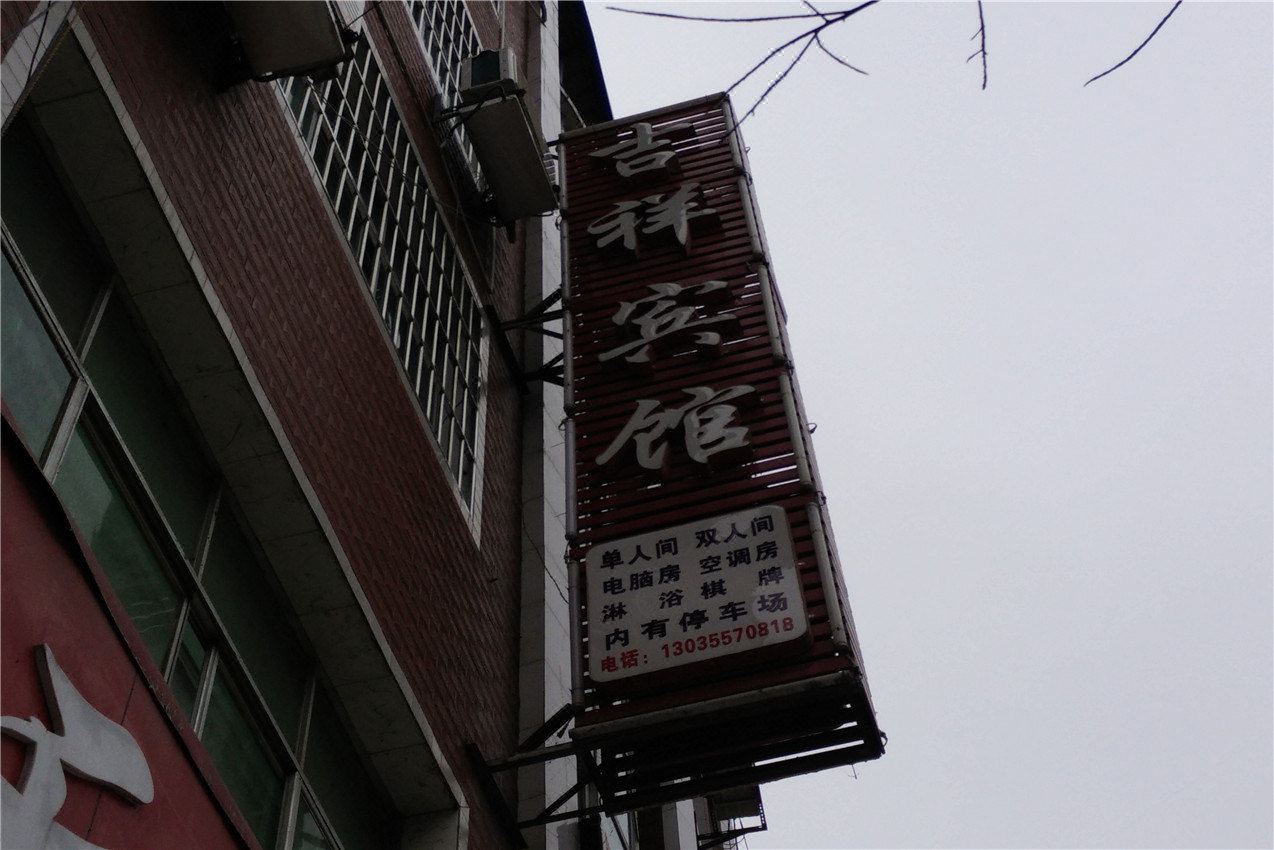 吉祥宾馆
单人间 双人间
电脑房 空调房
淋 浴 棋 牌
内有停车场
电话：13035570818